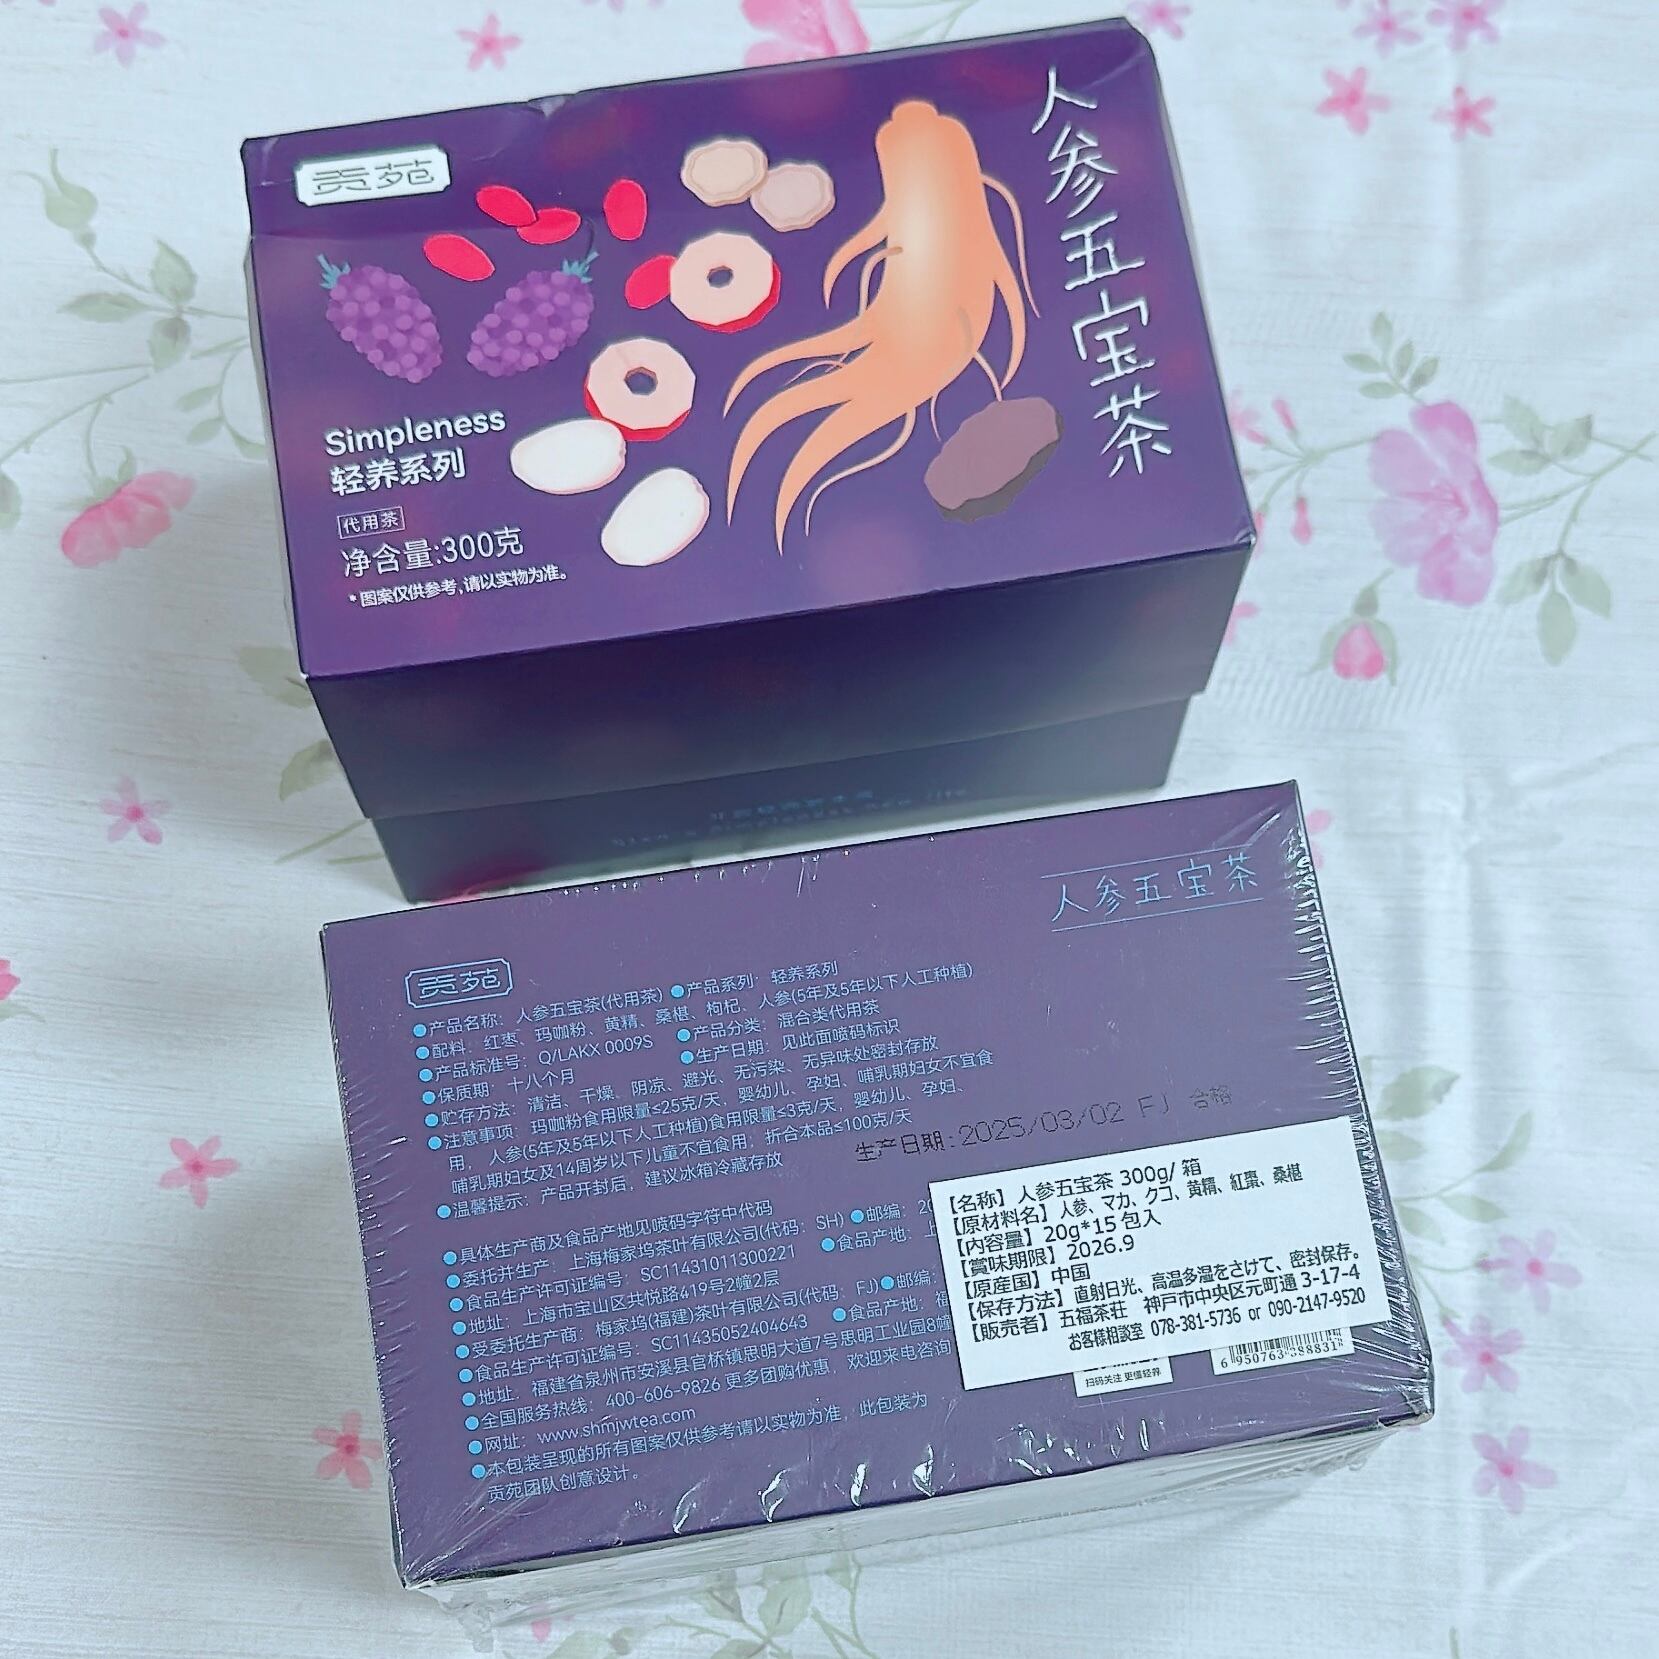 贡苑
人参五宝茶
Simpleness
轻养系列
代用茶
净含量:300克
*图案仅供参考,请以实物为准。
人参五宝茶
贡苑
●产品名称：人参五宝茶(代用茶) ●产品系列：轻养系列
●配料：红枣、玛咖粉、黄精、桑椹、枸杞、人参(5年及5年以下人工种植)
●产品标准号：Q/LAKX 0009S ●产品分类：混合类代用茶
●保质期：十八个月 ●生产日期：见此面喷码标识
●贮存方法：清洁、干燥、阴凉、避光、无污染、无异味处密封存放
●注意事项：玛咖粉食用限量≤25克/天，婴幼儿、孕妇、哺乳期妇女不宜食
用，人参(5年及5年以下人工种植)食用限量≤3克/天，婴幼儿、孕妇、
哺乳期妇女及14周岁以下儿童不宜食用；折合本品≤100克/天
●温馨提示：产品开封后，建议冰箱冷藏存放
生产日期:2025/03/02 FJ 合格
●具体生产商及食品产地见喷码字符中代码
●委托并生产：上海梅家坞茶叶有限公司(代码：SH) ●邮编：20
●食品生产许可证编号：SC11431011300221 ●食品产地：上
●地址：上海市宝山区共悦路419号2幢2层
●受委托生产商：梅家坞(福建)茶叶有限公司(代码：FJ) ●邮编：
●食品生产许可证编号：SC11435052404643 ●食品产地：福
●地址：福建省泉州市安溪县官桥镇思明大道7号思明工业园8幢
●全国服务热线：400-606-9826 更多团购优惠，欢迎来电咨询
●网址：www.shmjwtea.com
●本包装呈现的所有图案仅供参考请以实物为准，此包装为
贡苑团队创意设计。
【名称】人参五宝茶 300g/箱
【原材料名】人参、マカ、クコ、黄精、紅棗、桑椹
【内容量】20g*15包入
【賞味期限】2026.9
【原産国】中国
【保存方法】直射日光、高温多湿をさけて、密封保存。
【販売者】五福茶荘 神戸市中央区元町通 3-17-4
お客様相談室 078-381-5736 or 090-2147-9520
扫码关注 更懂轻养
6 950763 388831